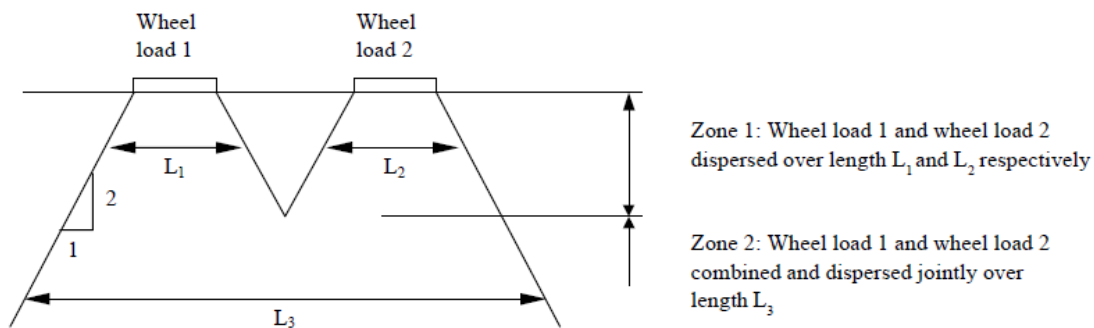 Wheel
load 1
Wheel
load 2
L₁
L₂
2
1
L₃
Zone 1: Wheel load 1 and wheel load 2
dispersed over length L₁ and L₂ respectively
Zone 2: Wheel load 1 and wheel load 2
combined and dispersed jointly over
length L₃